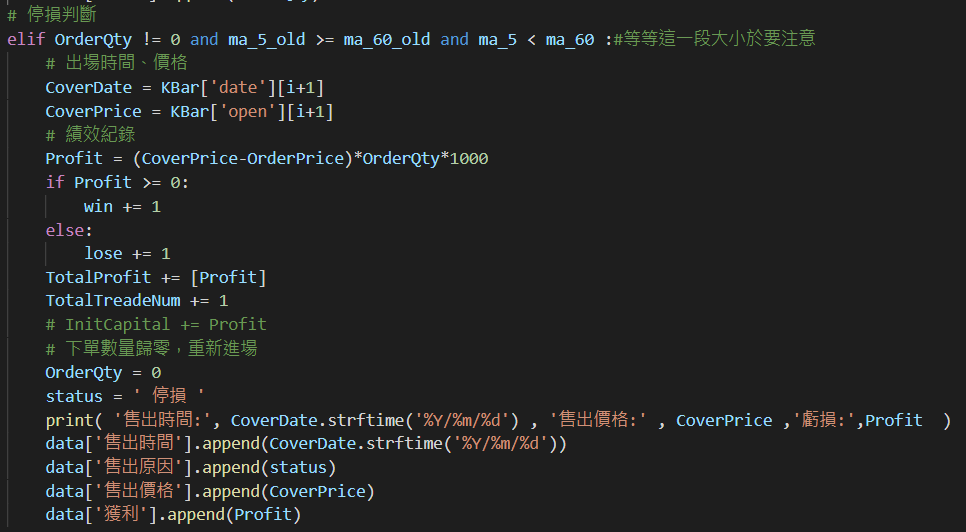 # 停損判斷
elif OrderQty != 0 and ma_5_old >= ma_60_old and ma_5 < ma_60 :#等等這一段大小於要注意
    # 出場時間、價格
    CoverDate = KBar['date'][i+1]
    CoverPrice = KBar['open'][i+1]
    # 績效紀錄
    Profit = (CoverPrice-OrderPrice)*OrderQty*1000
    if Profit >= 0:
        win += 1
    else:
        lose += 1
    TotalProfit += [Profit]
    TotalTreadeNum += 1
    # InitCapital += Profit
    # 下單數量歸零，重新進場
    OrderQty = 0
    status = ' 停損 '
    print( '售出時間:', CoverDate.strftime('%Y/%m/%d') , '售出價格:' , CoverPrice ,'虧損:',Profit  )
    data['售出時間'].append(CoverDate.strftime('%Y/%m/%d'))
    data['售出原因'].append(status)
    data['售出價格'].append(CoverPrice)
    data['獲利'].append(Profit)